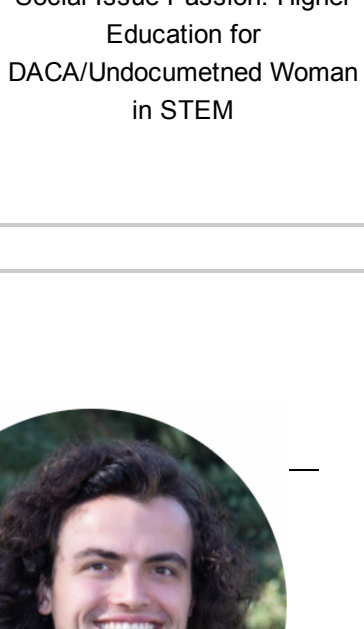 Social Issue Passion: Higher
Education for
DACA/Undocumetned Woman
in STEM